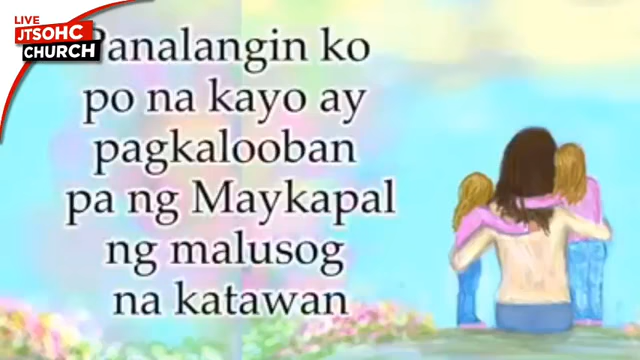 LIVE
JTSOHC
CHURCH
Panalangin ko
po na kayo ay
pagkalooban
pa ng Maykapal
ng malusog
na katawan